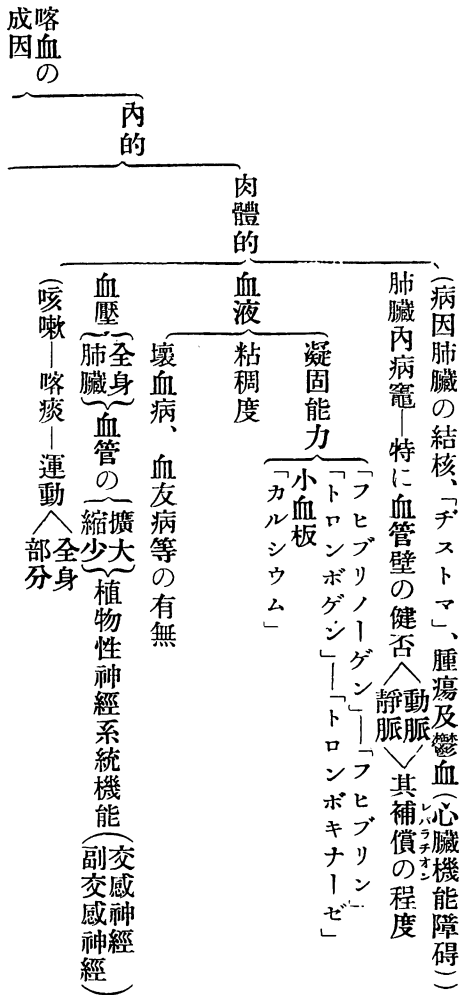 喀血の
成因
內的
肉體的
(病因肺臟の結核、「ヂストマ」、腫瘍及鬱血(心臟機能障碍))
肺臟內病竈―特に血管壁の健否
動脈
靜脈
其補償の程度
レパラチオン
血液
凝固能力
「フヒブリノーゲン」―「フヒブリン」
「トロンボゲン」―「トロンボキナーゼ」
小血板
「カルシウム」
粘稠度
壞血病、血友病等の有無
血壓
全身
肺臟
血管の
擴大
縮少
植物性神經系統機能
(交感神經
副交感神經)
(咳嗽―喀痰―運動
全身
部分